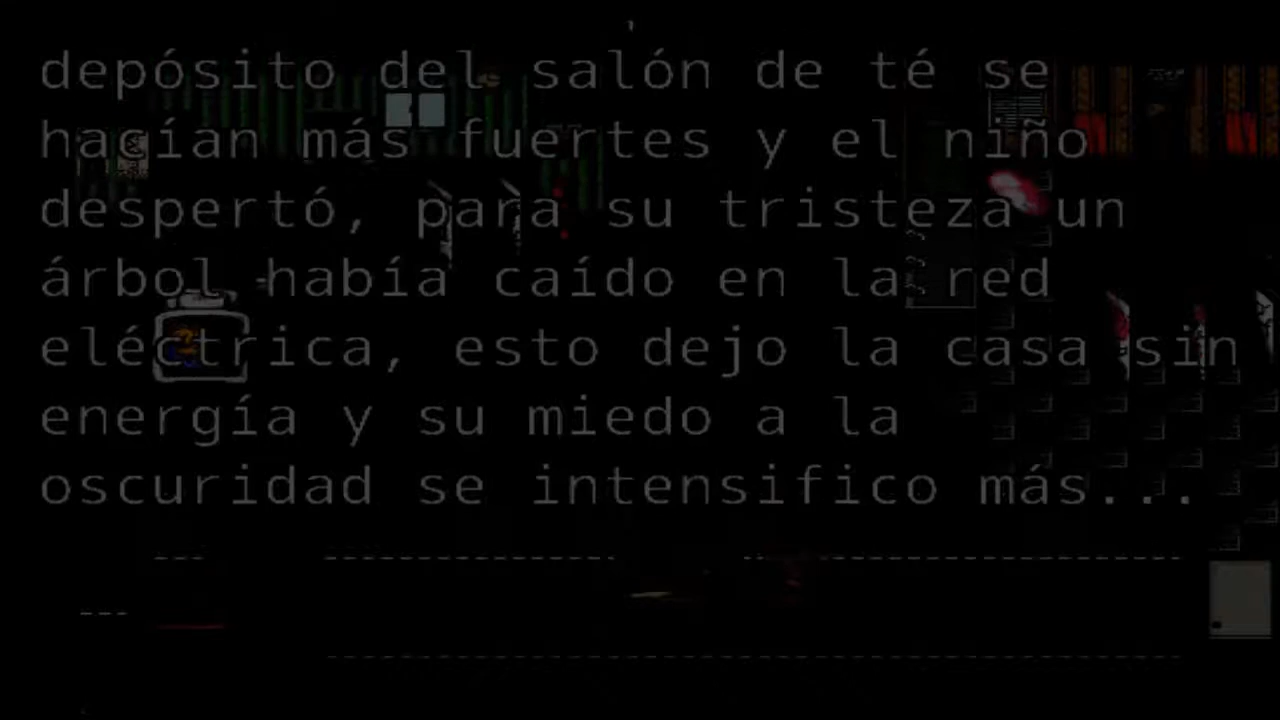 depósito del salón de té se
hacían más fuertes y el niño
despertó, para su tristeza un
árbol había caído en la red
eléctrica, esto dejo la casa sin
energía y su miedo a la
oscuridad se intensifico más...